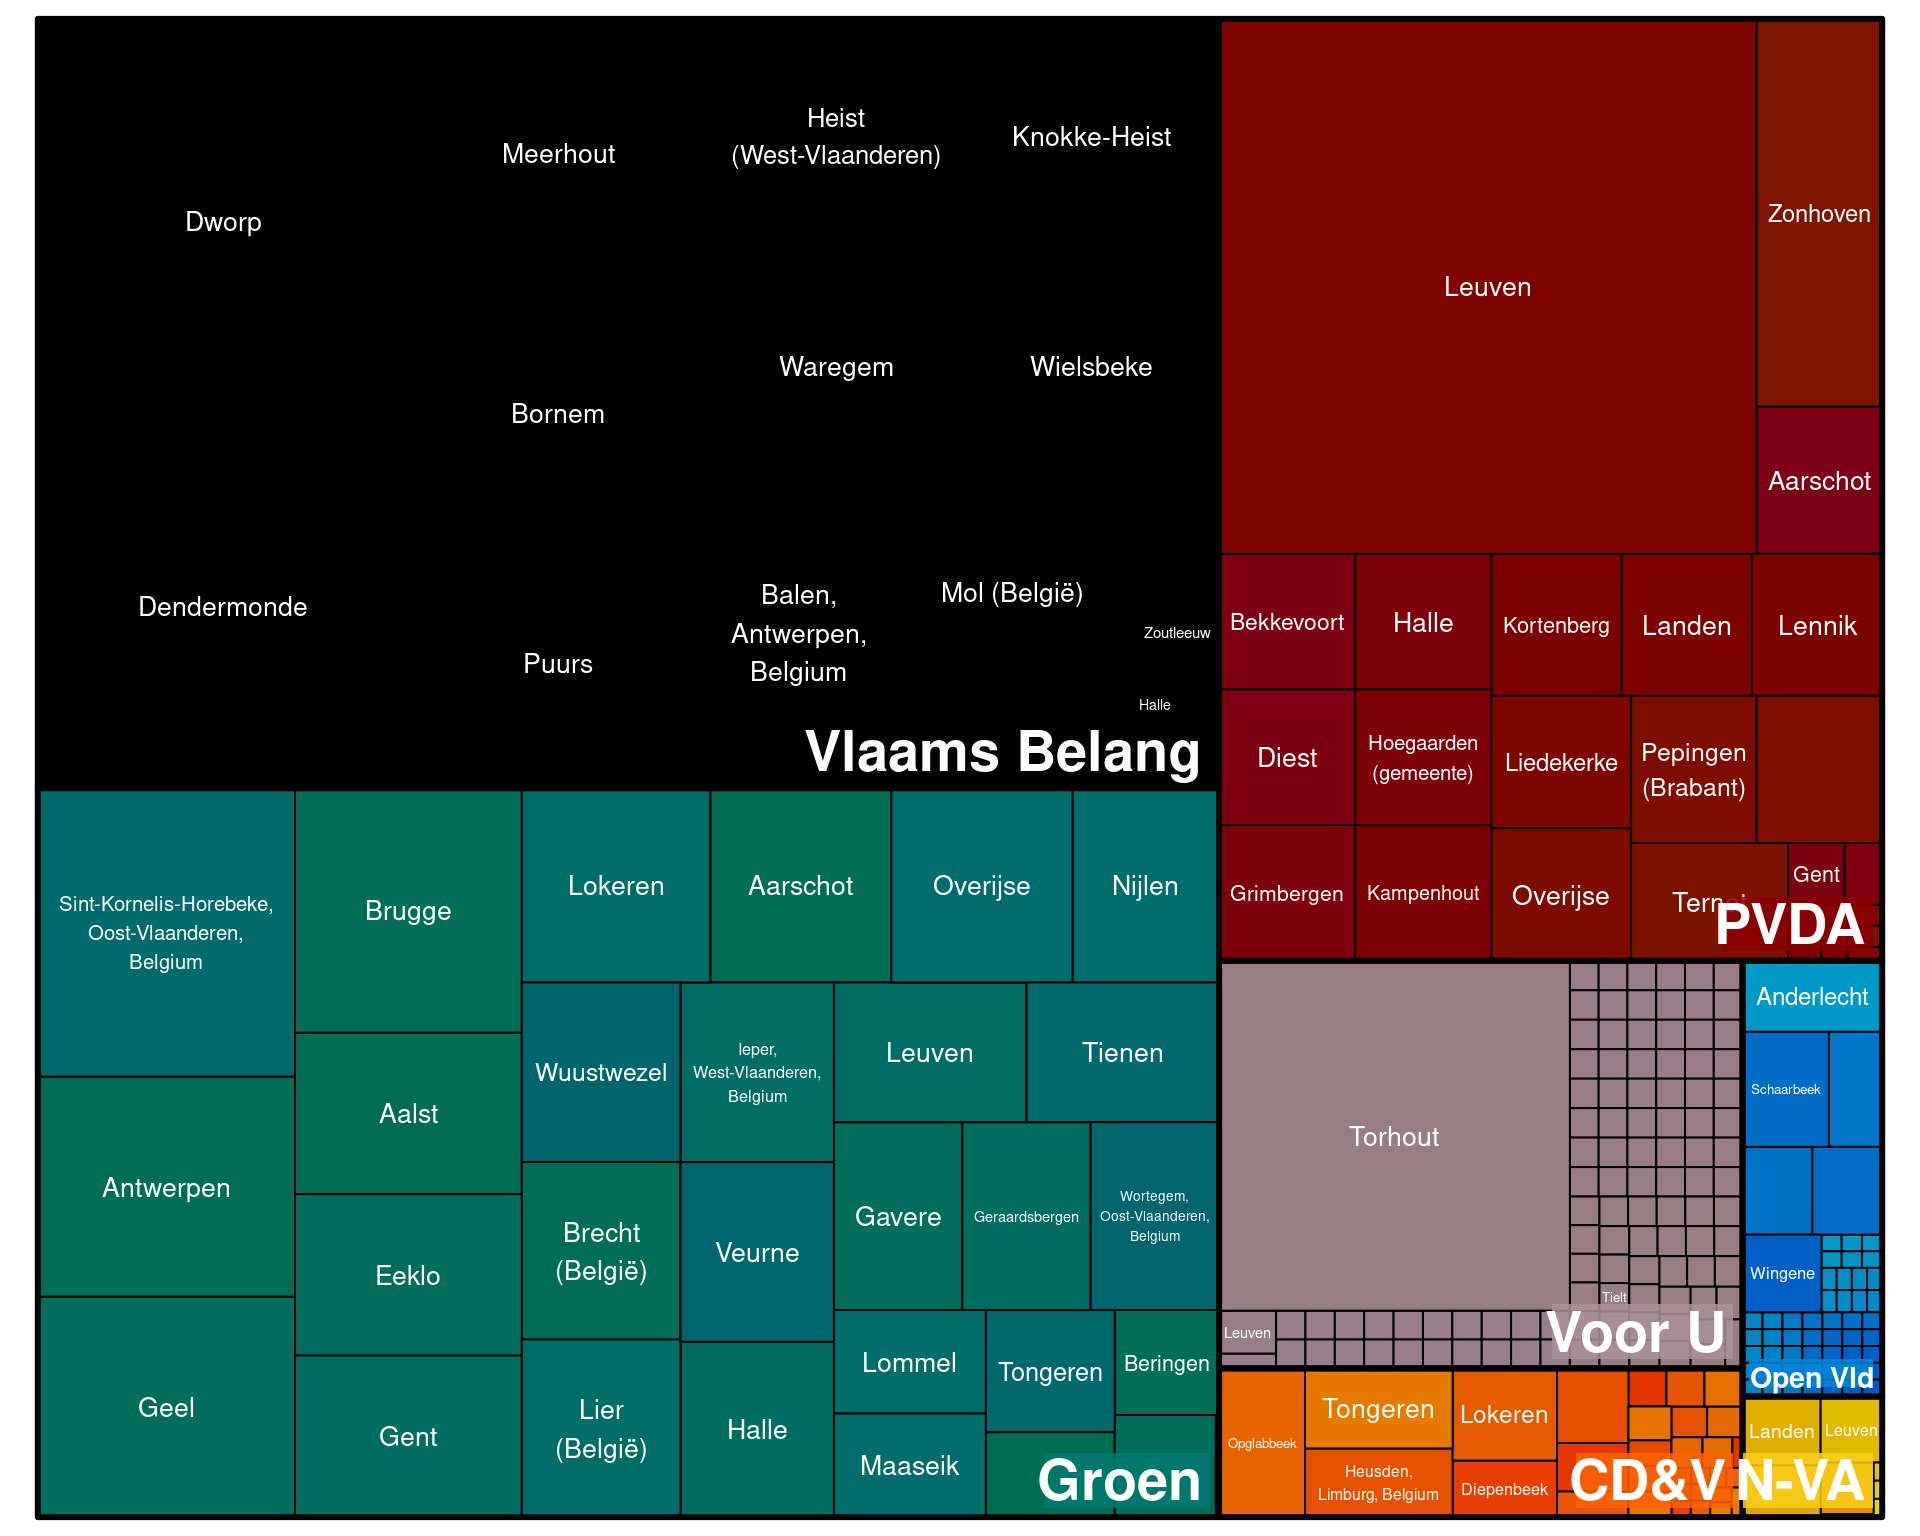 Dworp
Meerhout
Heist
(West-Vlaanderen)
Knokke-Heist
Bornem
Waregem
Wielsbeke
Dendermonde
Puurs
Balen,
Antwerpen,
Belgium
Mol (België)
Zoutleeuw
Halle
Vlaams Belang
Leuven
Zonhoven
Aarschot
Bekkevoort
Halle
Kortenberg
Landen
Lennik
Diest
Hoegaarden
(gemeente)
Liedekerke
Pepingen
(Brabant)
Grimbergen
Kampenhout
Overijse
Ternat
Gent
PVDA
Sint-Kornelis-Horebeke,
Oost-Vlaanderen,
Belgium
Brugge
Lokeren
Aarschot
Overijse
Nijlen
Antwerpen
Aalst
Wuustwezel
Ieper,
West-Vlaanderen,
Belgium
Leuven
Tienen
Geel
Eeklo
Brecht
(België)
Veurne
Gavere
Geraardsbergen
Wortegem,
Oost-Vlaanderen,
Belgium
Gent
Lier
(België)
Halle
Lommel
Tongeren
Beringen
Maaseik
Groen
Torhout
Tielt
Leuven
Voor U
Anderlecht
Schaarbeek
Wingene
Open Vld
Opglabbeek
Tongeren
Lokeren
Heusden,
Limburg, Belgium
Diepenbeek
CD&V
Landen
Leuven
N-VA